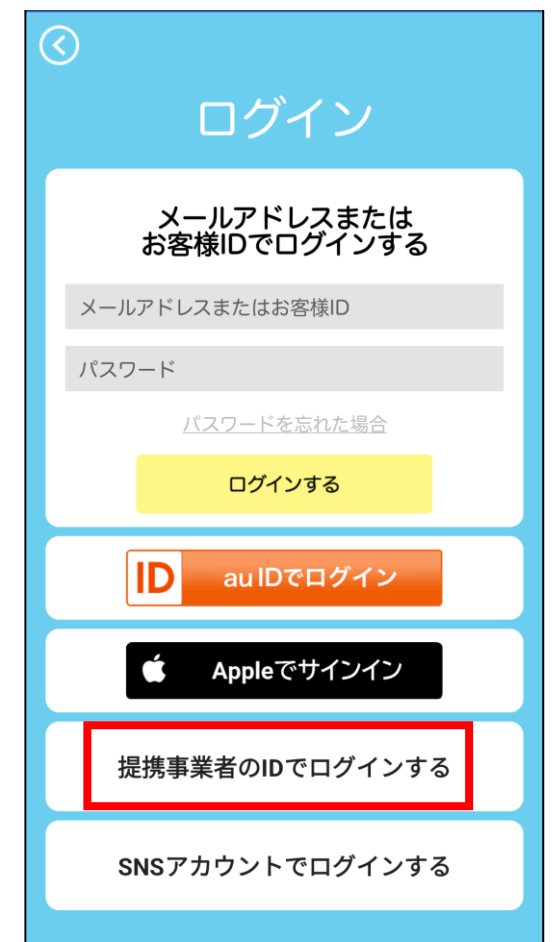 ログイン
メールアドレスまたは
お客様IDでログインする
メールアドレスまたはお客様ID
パスワード
パスワードを忘れた場合
ログインする
ID au IDでログイン
Appleでサインイン
提携事業者のIDでログインする
SNSアカウントでログインする